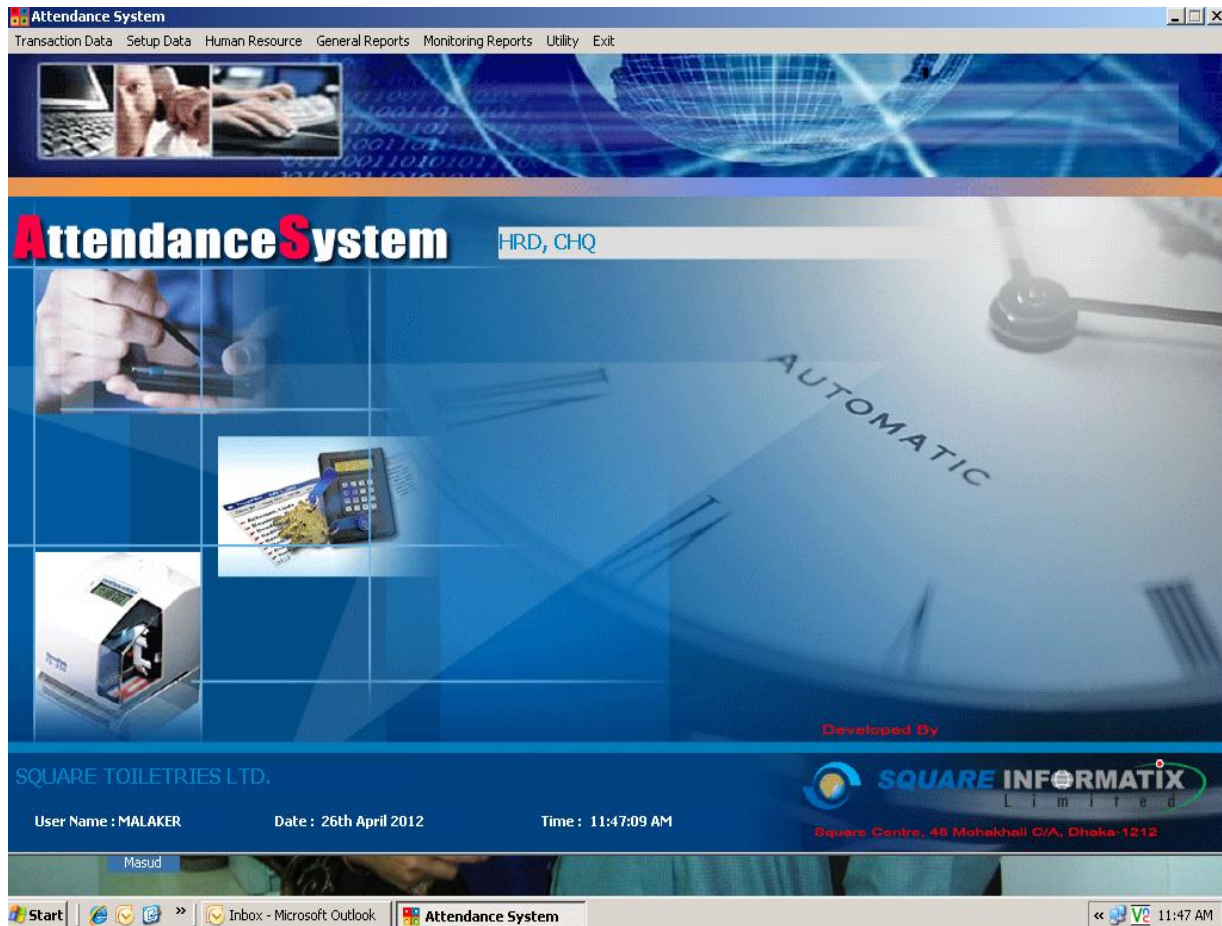 Attendance System
Transaction Data Setup Data Human Resource General Reports Monitoring Reports Utility Exit
AttendanceSystem
HRD, CHQ
AUTOMATIC
Developed By
SQUARE TOILETRIES LTD.
SQUARE INFORMATIX
Limited
User Name : MALAKER Date : 26th April 2012 Time : 11:47:09 AM
Square Centre, 48 Mohakhali C/A, Dhaka-1212
Masud
Start » Inbox - Microsoft Outlook Attendance System « 11:47 AM